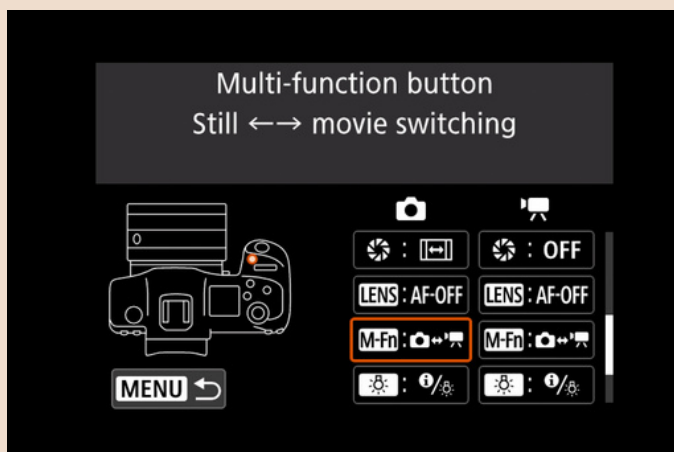 Multi-function button
Still ←→ movie switching
: OFF
LENS : AF-OFF LENS : AF-OFF
M-Fn : M-Fn :
MENU